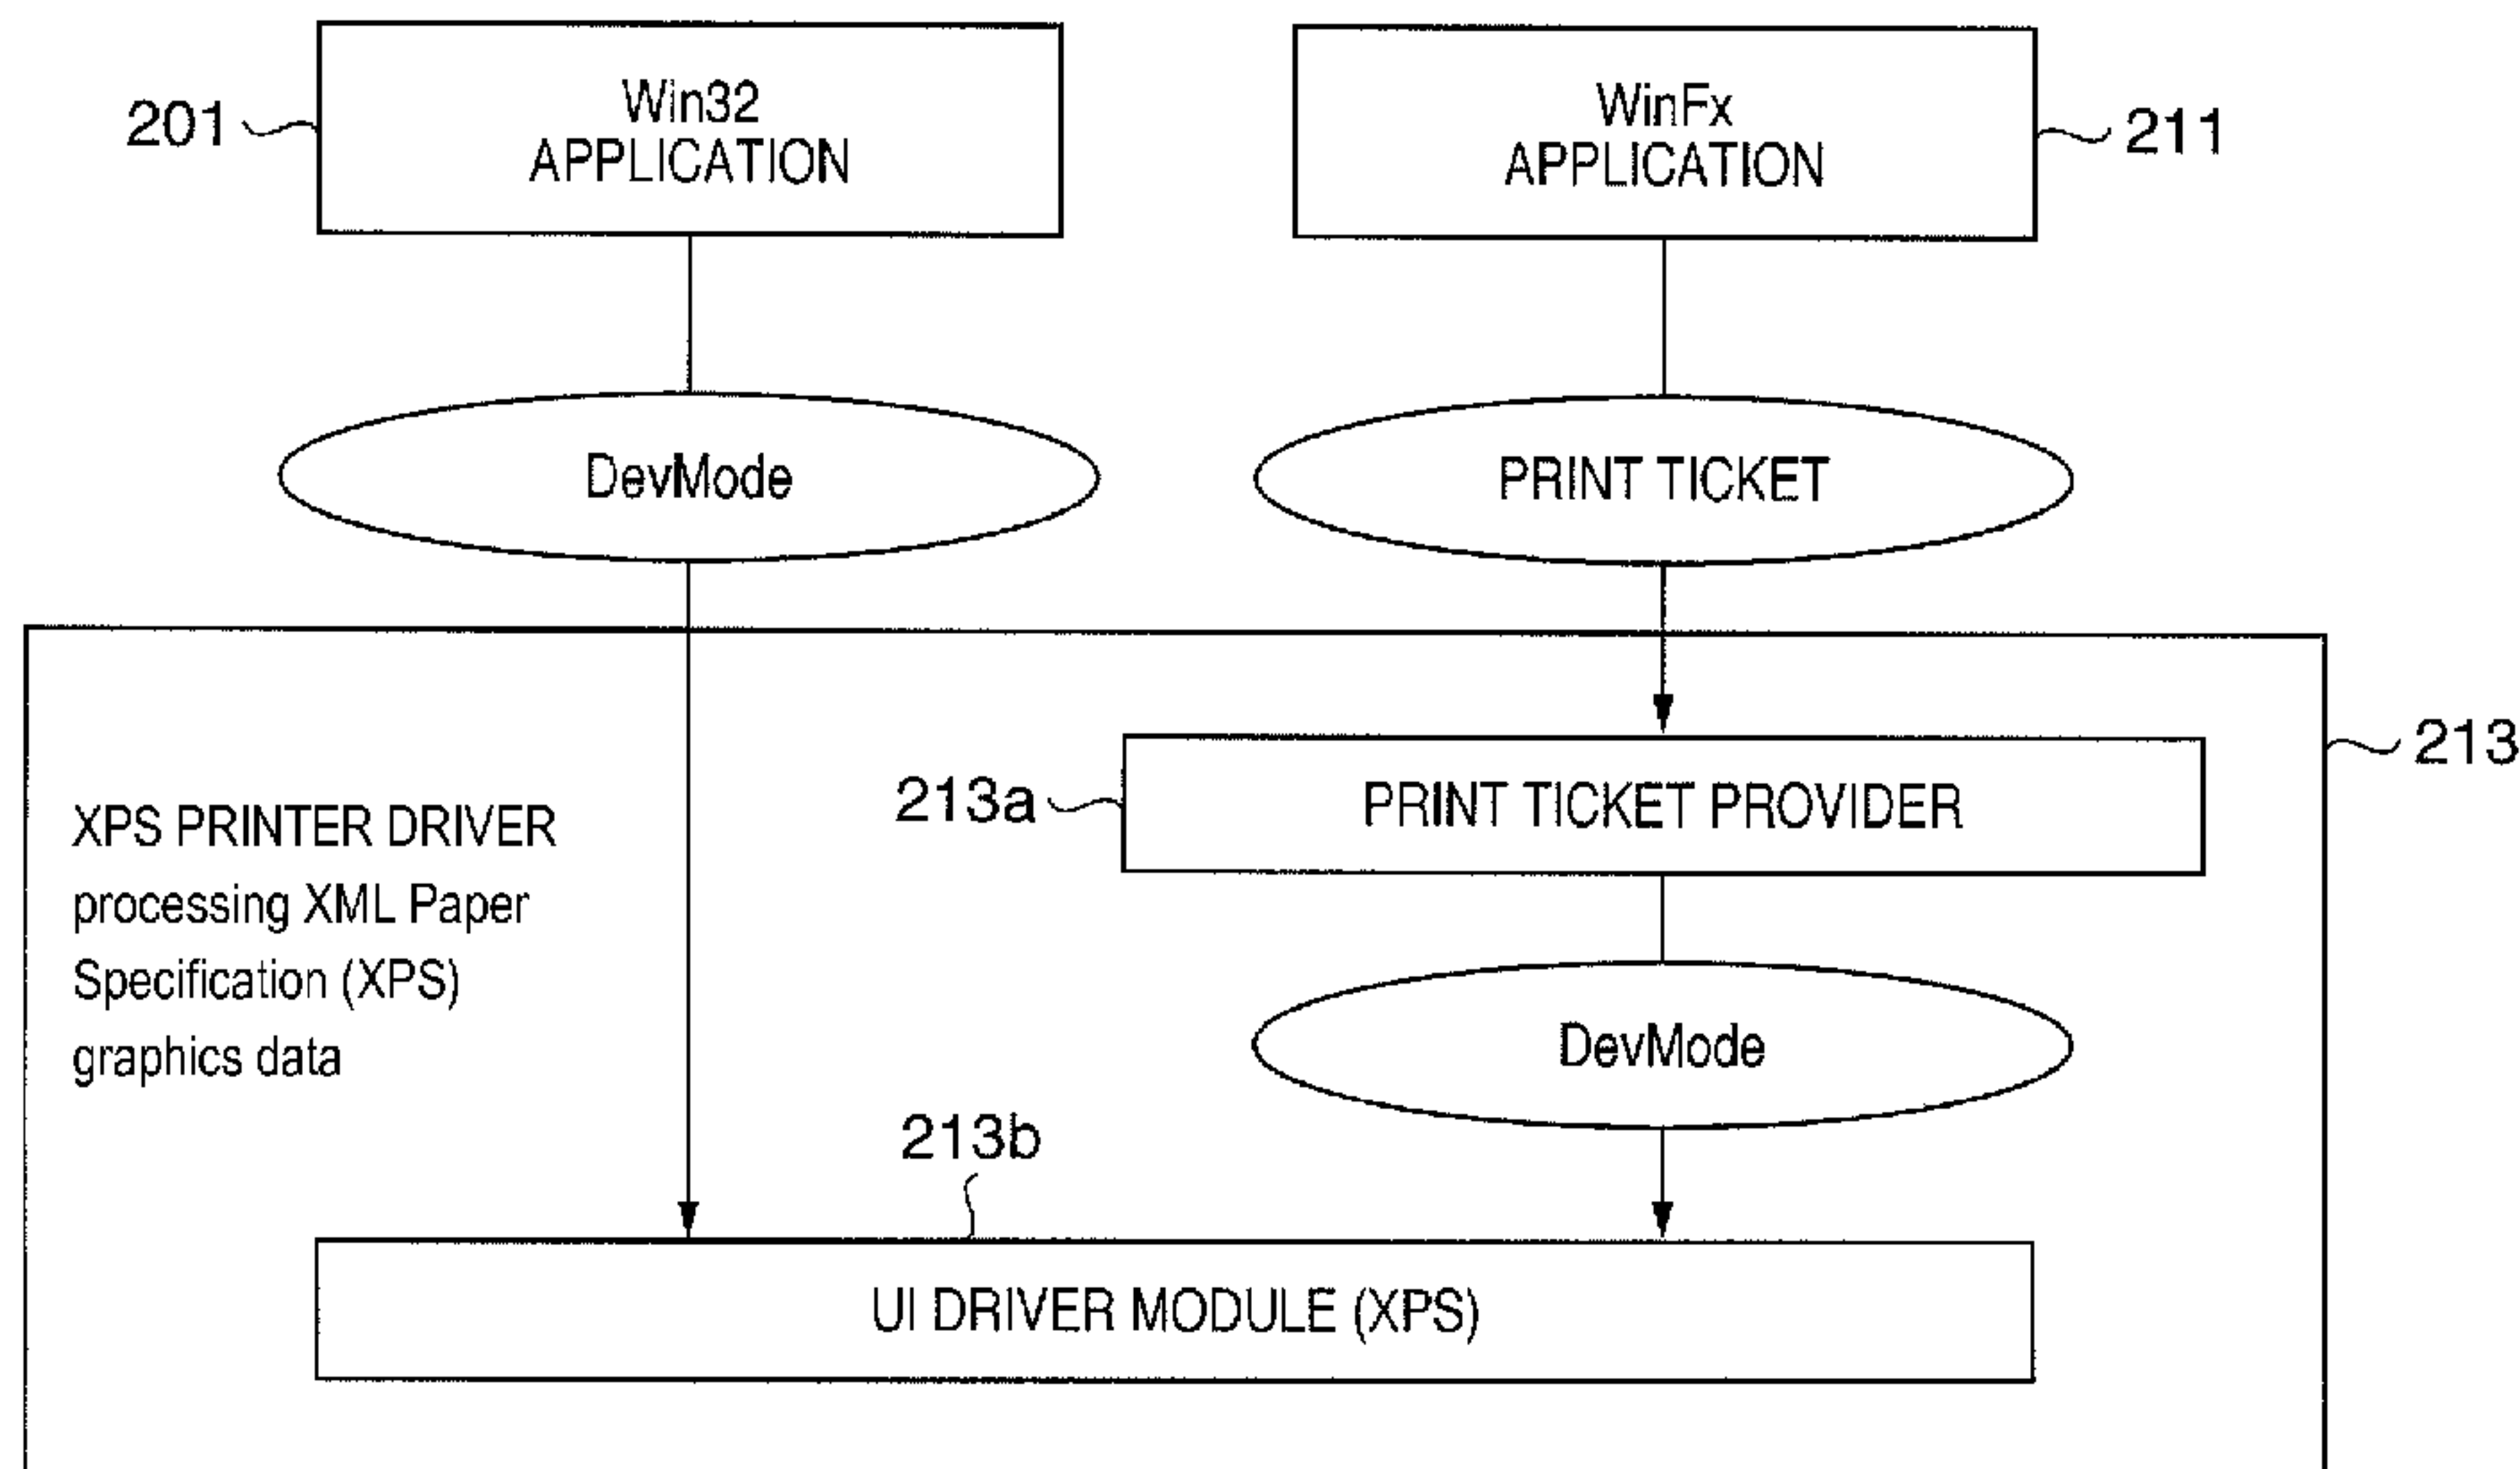 Win32
APPLICATION
201
WinFx
APPLICATION
211
DevMode
PRINT TICKET
213
XPS PRINTER DRIVER
processing XML Paper
Specification (XPS)
graphics data
213a
PRINT TICKET PROVIDER
DevMode
213b
UI DRIVER MODULE (XPS)